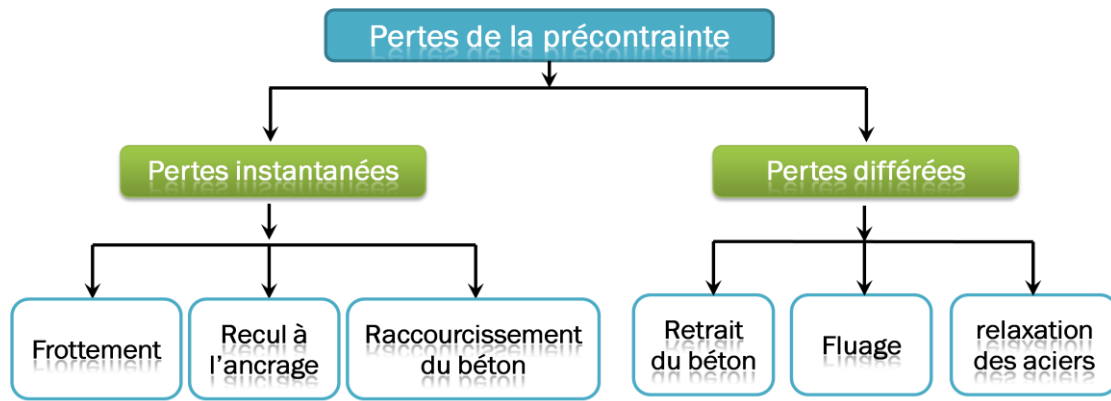 Pertes de la précontrainte
Pertes instantanées
Pertes différées
Frottement
Recul à
l'ancrage
Raccourcissement
du béton
Retrait
du béton
Fluage
relaxation
des aciers